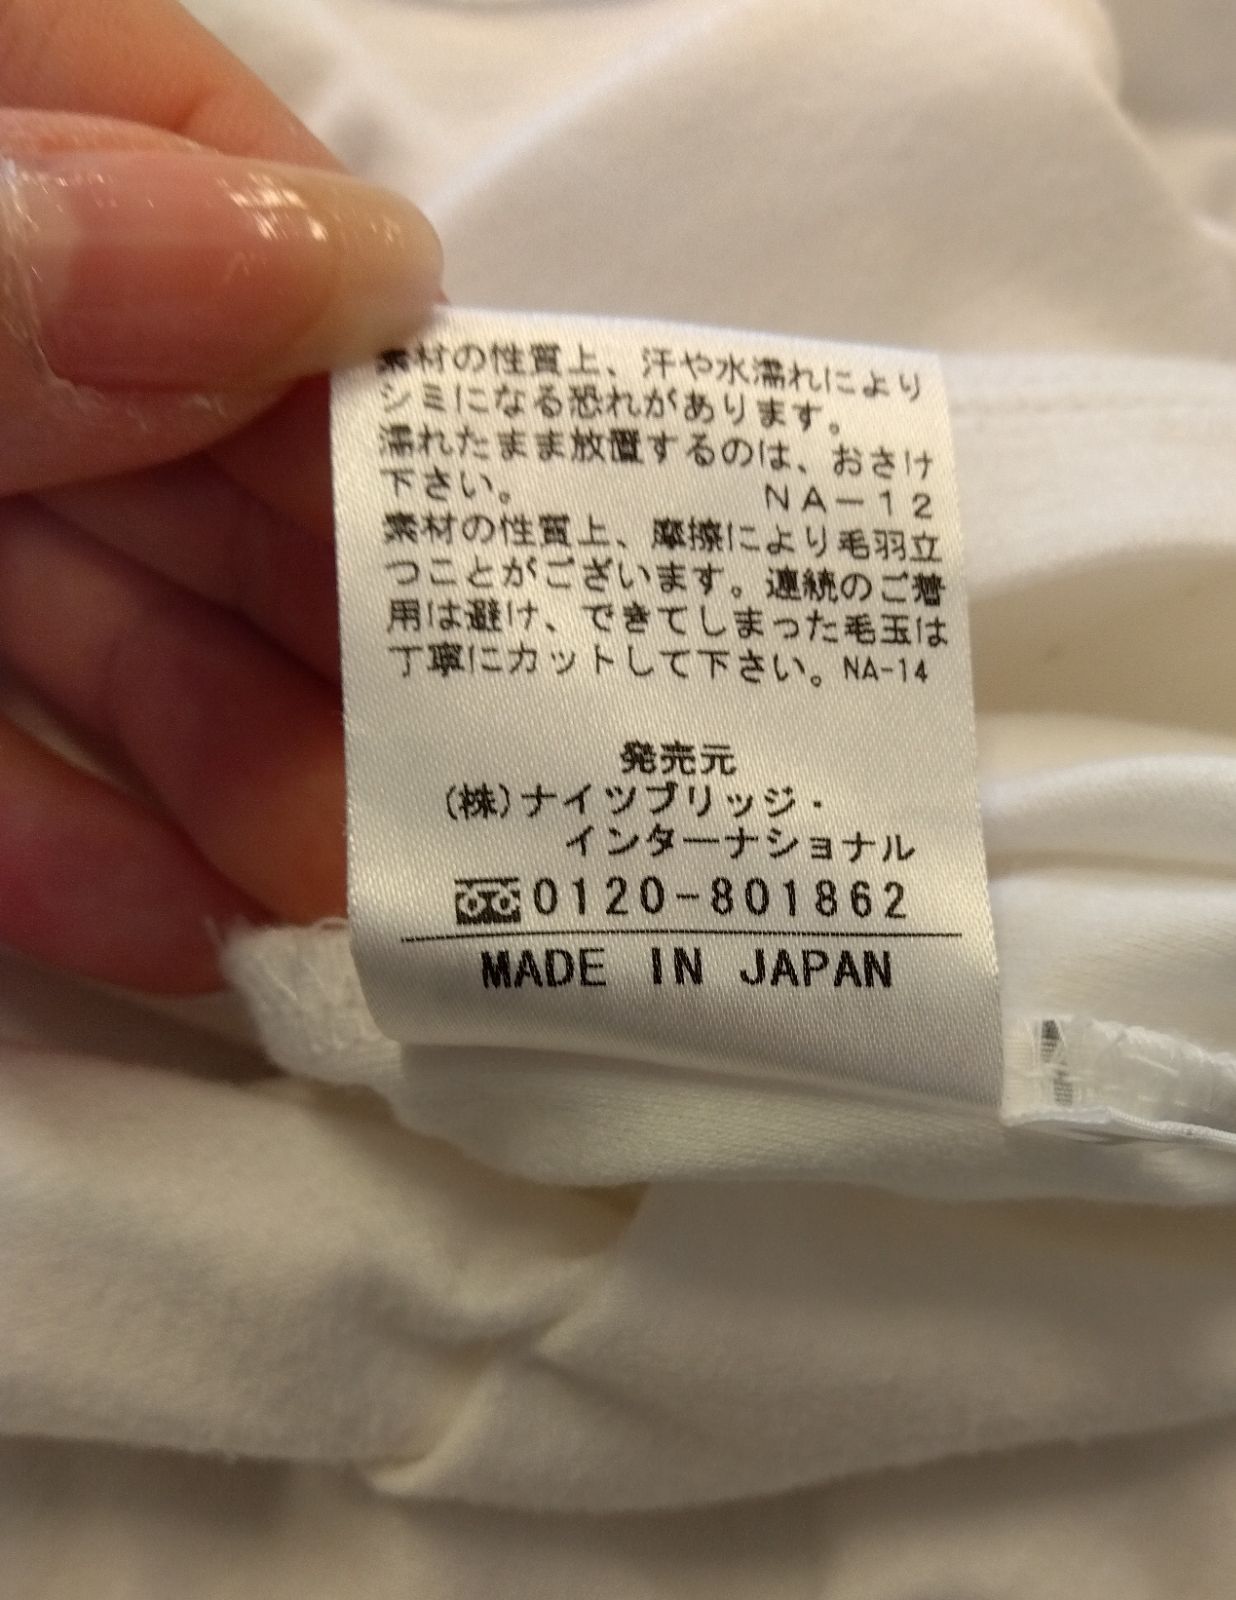 素材の性質上、汗や水濡れにより
シミになる恐れがあります。
濡れたまま放置するのは、おさけ
下さい。 NA－12
素材の性質上、摩擦により毛羽立
つことがございます。連続のご着
用は避け、できてしまった毛玉は
丁寧にカットして下さい。NA-14
発売元
(株)ナイツブリッジ・
インターナショナル
0120-801862
MADE IN JAPAN